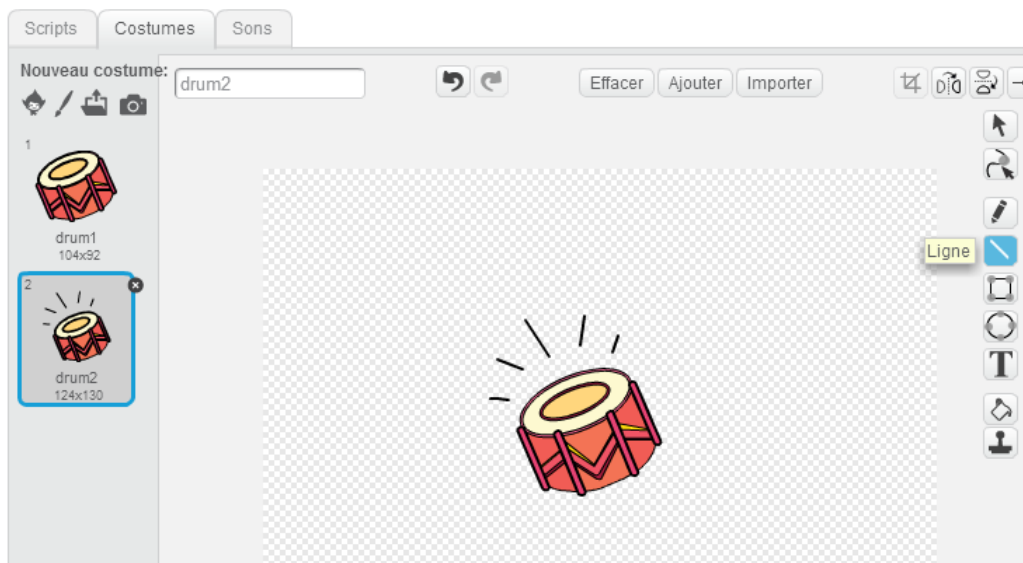 Scripts Costumes Sons
Nouveau costume:
drum2
Effacer Ajouter Importer
1
drum1
104x92
2
drum2
124x130
Ligne
T